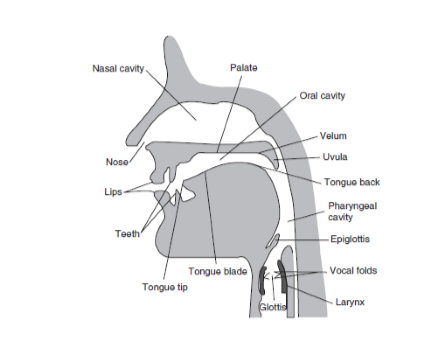 Nasal cavity
Palate
Oral cavity
Velum
Uvula
Nose
Tongue back
Lips
Pharyngeal
cavity
Teeth
Epiglottis
Tongue blade
Vocal folds
Tongue tip
Larynx
Glottis